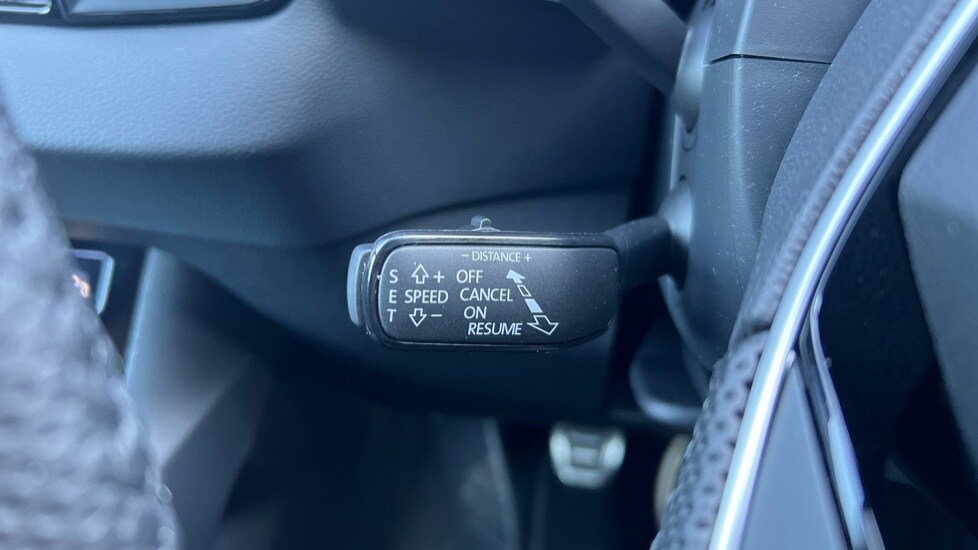 - DISTANCE +
S + OFF
E SPEED CANCEL
T - ON
RESUME